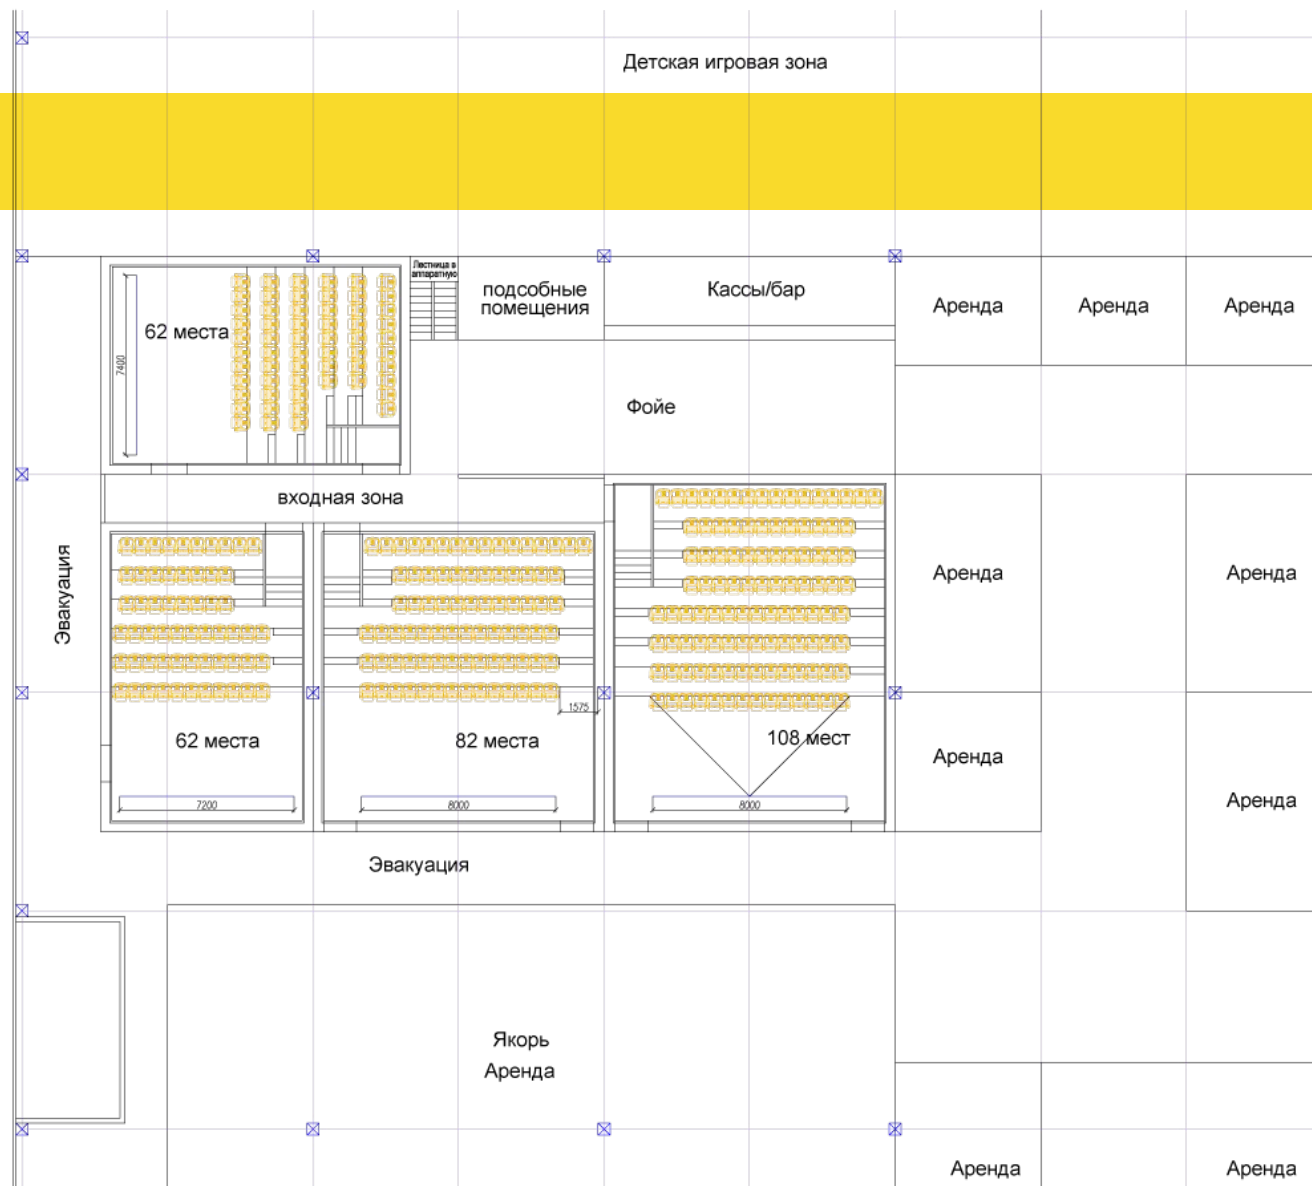 Детская игровая зона
Лестница в
аппаратную
подсобные
помещения
Кассы/бар
Аренда
Аренда
Аренда
62 места
7400
Фойе
входная зона
Эвакуация
Аренда
Аренда
1575
62 места
82 места
108 мест
Аренда
7200
8000
8000
Аренда
Эвакуация
Якорь
Аренда
Аренда
Аренда